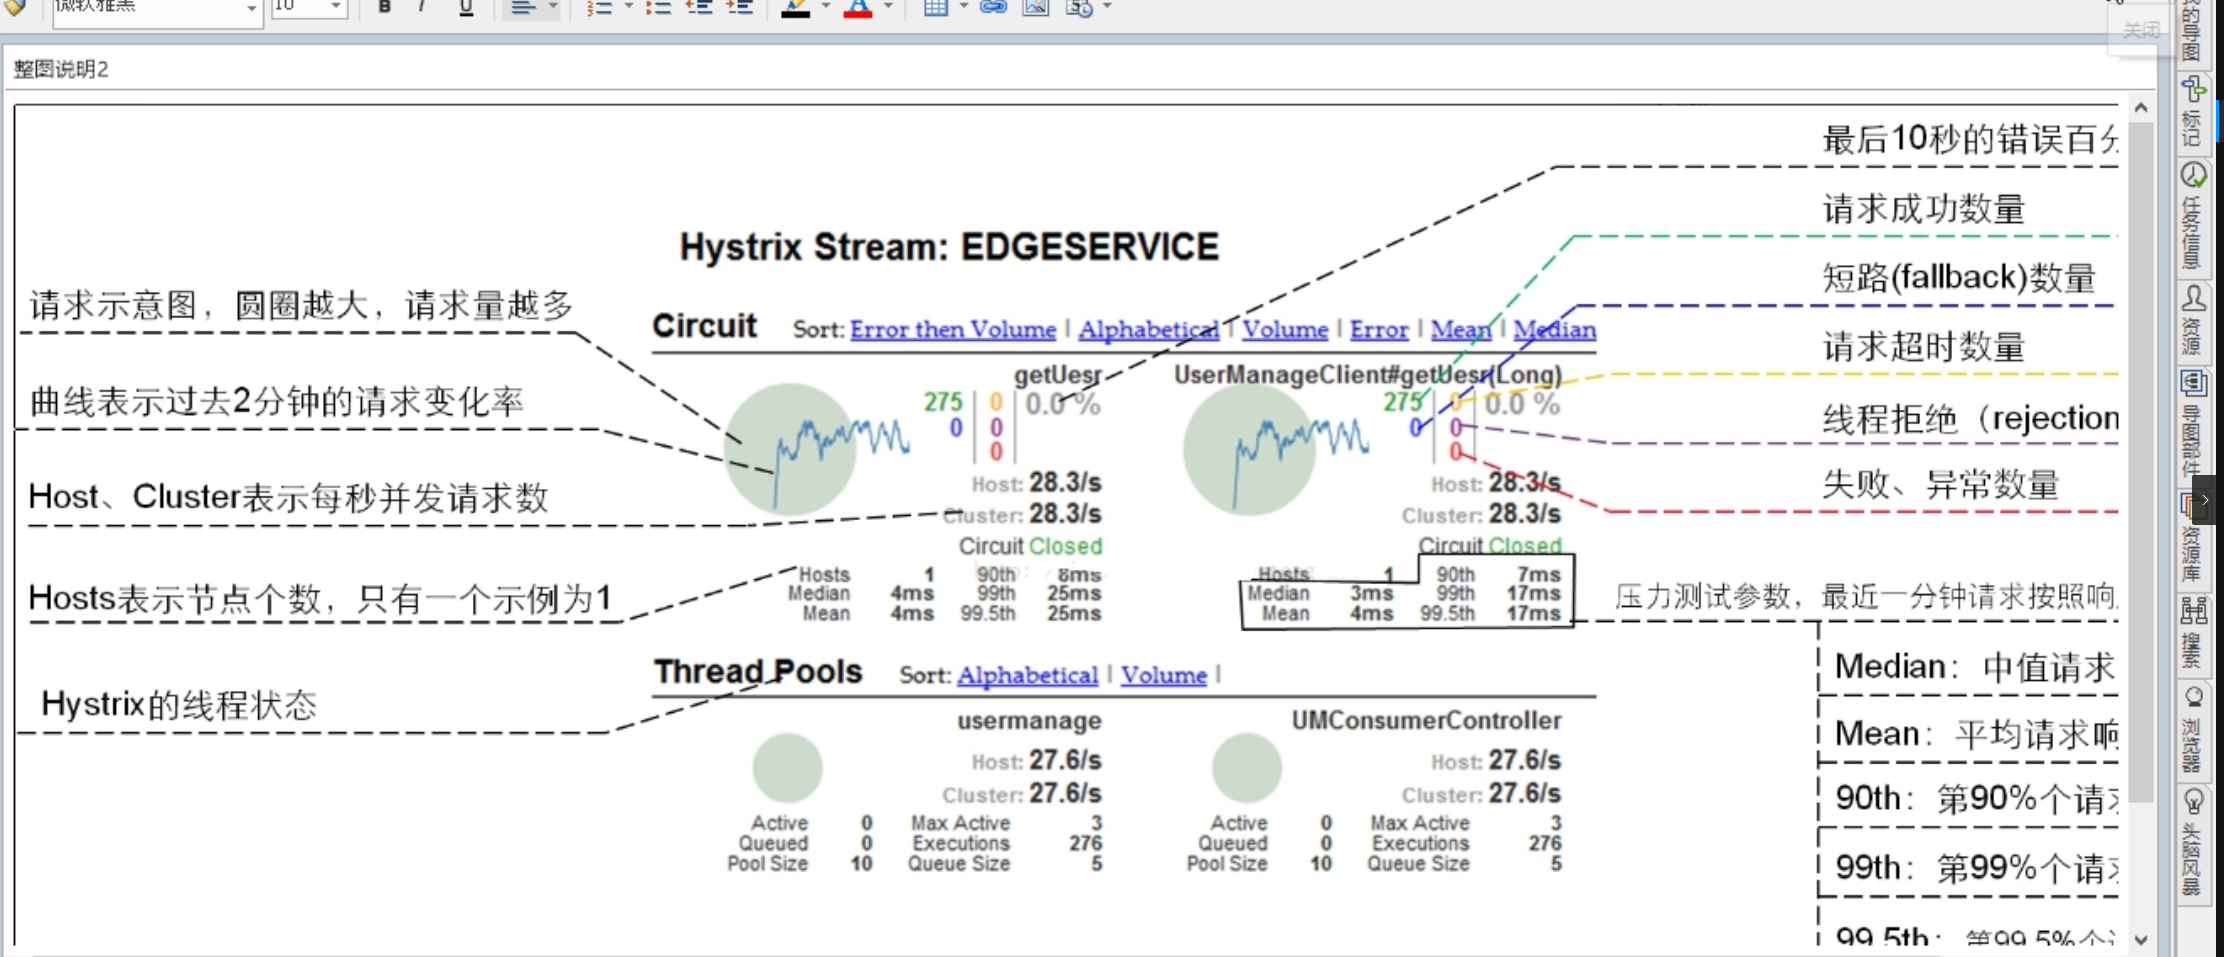 微软雅黑
10
B I U
关闭
整图说明2
最后10秒的错误百分
请求成功数量
短路(fallback)数量
请求超时数量
线程拒绝（rejection
失败、异常数量
请求示意图，圆圈越大，请求量越多
曲线表示过去2分钟的请求变化率
Host、Cluster表示每秒并发请求数
Hosts表示节点个数，只有一个示例为1
Hystrix的线程状态
Hystrix Stream: EDGESERVICE
Circuit Sort: Error then Volume | Alphabetical | Volume | Error | Mean | Median
getUesr
275 0 0.0 %
0 0
0
Host: 28.3/s
Cluster: 28.3/s
Circuit Closed
Hosts 1 90th 8ms
Median 4ms 99th 25ms
Mean 4ms 99.5th 25ms
UserManageClient#getUesr(Long)
275 0 0.0 %
0 0
0
Host: 28.3/s
Cluster: 28.3/s
Circuit Closed
Hosts 1 90th 7ms
Median 3ms 99th 17ms
Mean 4ms 99.5th 17ms
Thread Pools Sort: Alphabetical | Volume |
usermanage
Host: 27.6/s
Cluster: 27.6/s
Active 0 Max Active 3
Queued 0 Executions 276
Pool Size 10 Queue Size 5
UMConsumerController
Host: 27.6/s
Cluster: 27.6/s
Active 0 Max Active 3
Queued 0 Executions 276
Pool Size 10 Queue Size 5
压力测试参数，最近一分钟请求按照响
Median：中值请求
Mean：平均请求响
90th：第90%个请求
99th：第99%个请求
99.5th：第99.5%个
我的导图
标记
任务信息
资源
导图部件
资源库
搜索
浏览器
头脑风暴